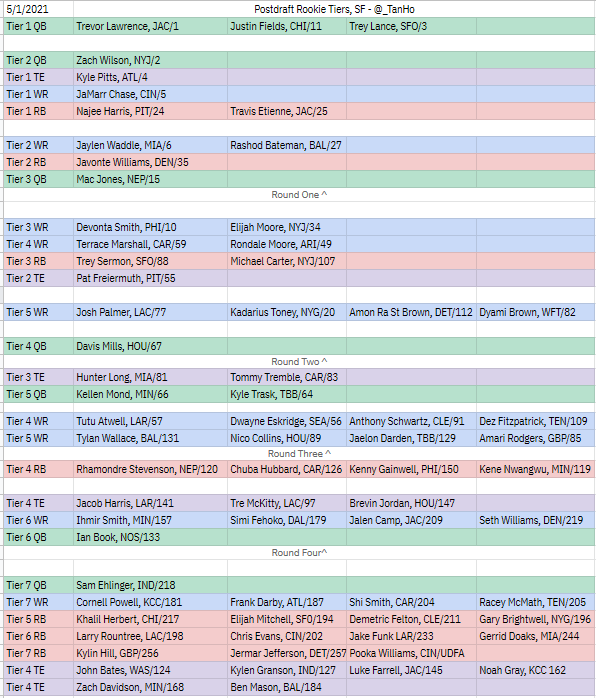 5/1/2021 Postdraft Rookie Tiers, SF - @_TanHo
Tier 1 QB Trevor Lawrence, JAC/1 Justin Fields, CHI/11 Trey Lance, SFO/3
Tier 2 QB Zach Wilson, NYJ/2
Tier 1 TE Kyle Pitts, ATL/4
Tier 1 WR JaMarr Chase, CIN/5
Tier 1 RB Najee Harris, PIT/24 Travis Etienne, JAC/25
Tier 2 WR Jaylen Waddle, MIA/6 Rashod Bateman, BAL/27
Tier 2 RB Javonte Williams, DEN/35
Tier 3 QB Mac Jones, NEP/15
Round One ^
Tier 3 WR Devonta Smith, PHI/10 Elijah Moore, NYJ/34
Tier 4 WR Terrace Marshall, CAR/59 Rondale Moore, ARI/49
Tier 3 RB Trey Sermon, SFO/88 Michael Carter, NYJ/107
Tier 2 TE Pat Freiermuth, PIT/55
Tier 5 WR Josh Palmer, LAC/77 Kadarius Toney, NYG/20 Amon Ra St Brown, DET/112 Dyami Brown, WFT/82
Tier 4 QB Davis Mills, HOU/67
Round Two ^
Tier 3 TE Hunter Long, MIA/81 Tommy Tremble, CAR/83
Tier 5 QB Kellen Mond, MIN/66 Kyle Trask, TBB/64
Tier 4 WR Tutu Atwell, LAR/57 Dwayne Eskridge, SEA/56 Anthony Schwartz, CLE/91 Dez Fitzpatrick, TEN/109
Tier 5 WR Tylan Wallace, BAL/131 Nico Collins, HOU/89 Jaelon Darden, TBB/129 Amari Rodgers, GBP/85
Round Three ^
Tier 4 RB Rhamondre Stevenson, NEP/120 Chuba Hubbard, CAR/126 Kenny Gainwell, PHI/150 Kene Nwangwu, MIN/119
Tier 4 TE Jacob Harris, LAR/141 Tre McKitty, LAC/97 Brevin Jordan, HOU/147
Tier 6 WR Ihmir Smith, MIN/157 Simi Fehoko, DAL/179 Jalen Camp, JAC/209 Seth Williams, DEN/219
Tier 6 QB Ian Book, NOS/133
Round Four^
Tier 7 QB Sam Ehlinger, IND/218
Tier 7 WR Cornell Powell, KCC/181 Frank Darby, ATL/187 Shi Smith, CAR/204 Racey McMath, TEN/205
Tier 5 RB Khalil Herbert, CHI/217 Elijah Mitchell, SFO/194 Demetric Felton, CLE/211 Gary Brightwell, NYG/196
Tier 6 RB Larry Rountree, LAC/198 Chris Evans, CIN/202 Jake Funk LAR/233 Gerrid Doaks, MIA/244
Tier 7 RB Kylin Hill, GBP/256 Jermar Jefferson, DET/257 Pooka Williams, CIN/UDFA
Tier 4 TE John Bates, WAS/124 Kylen Granson, IND/127 Luke Farrell, JAC/145 Noah Gray, KCC 162
Tier 4 TE Zach Davidson, MIN/168 Ben Mason, BAL/184